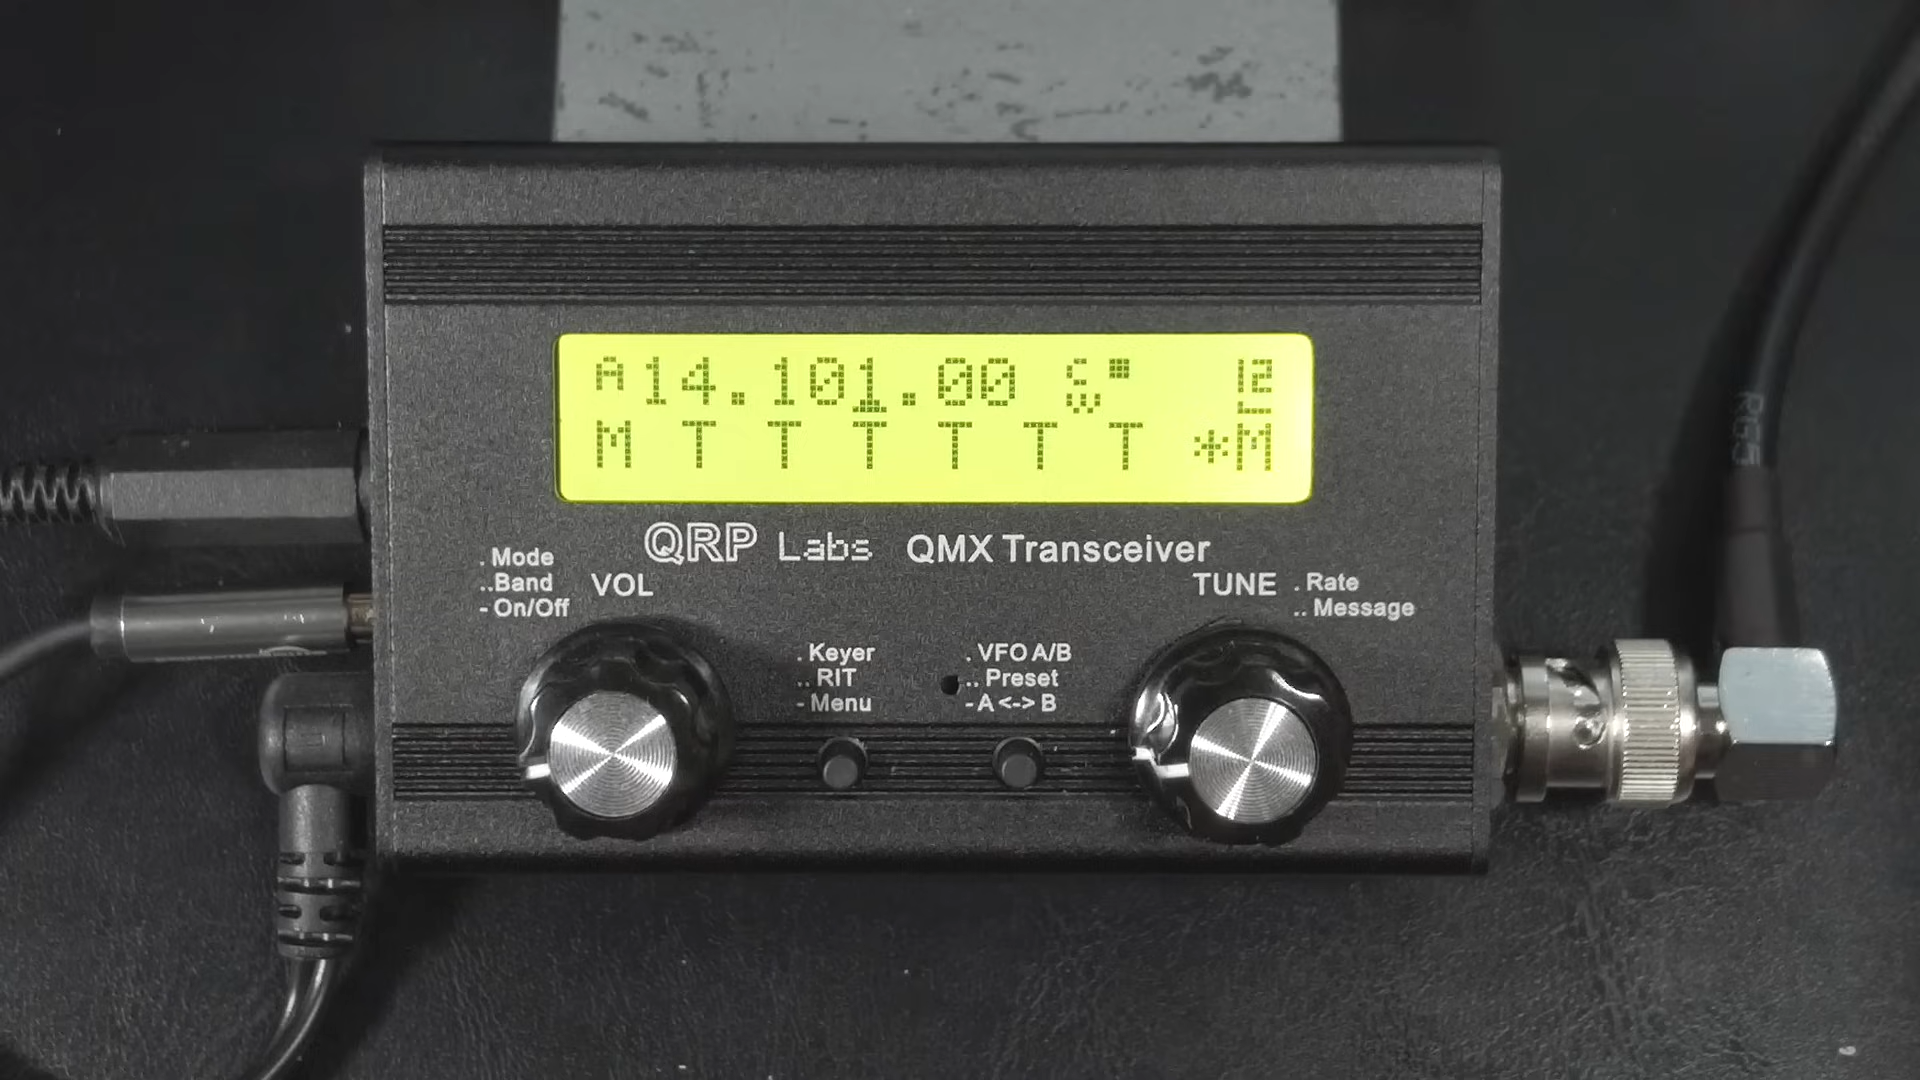 A14.101.00 S
M T T T T T T *M
QRP Labs QMX Transceiver
. Mode
.. Band
- On/Off
VOL
TUNE
. Rate
.. Message
. Keyer
.. RIT
- Menu
. VFO A/B
.. Preset
- A <-> B